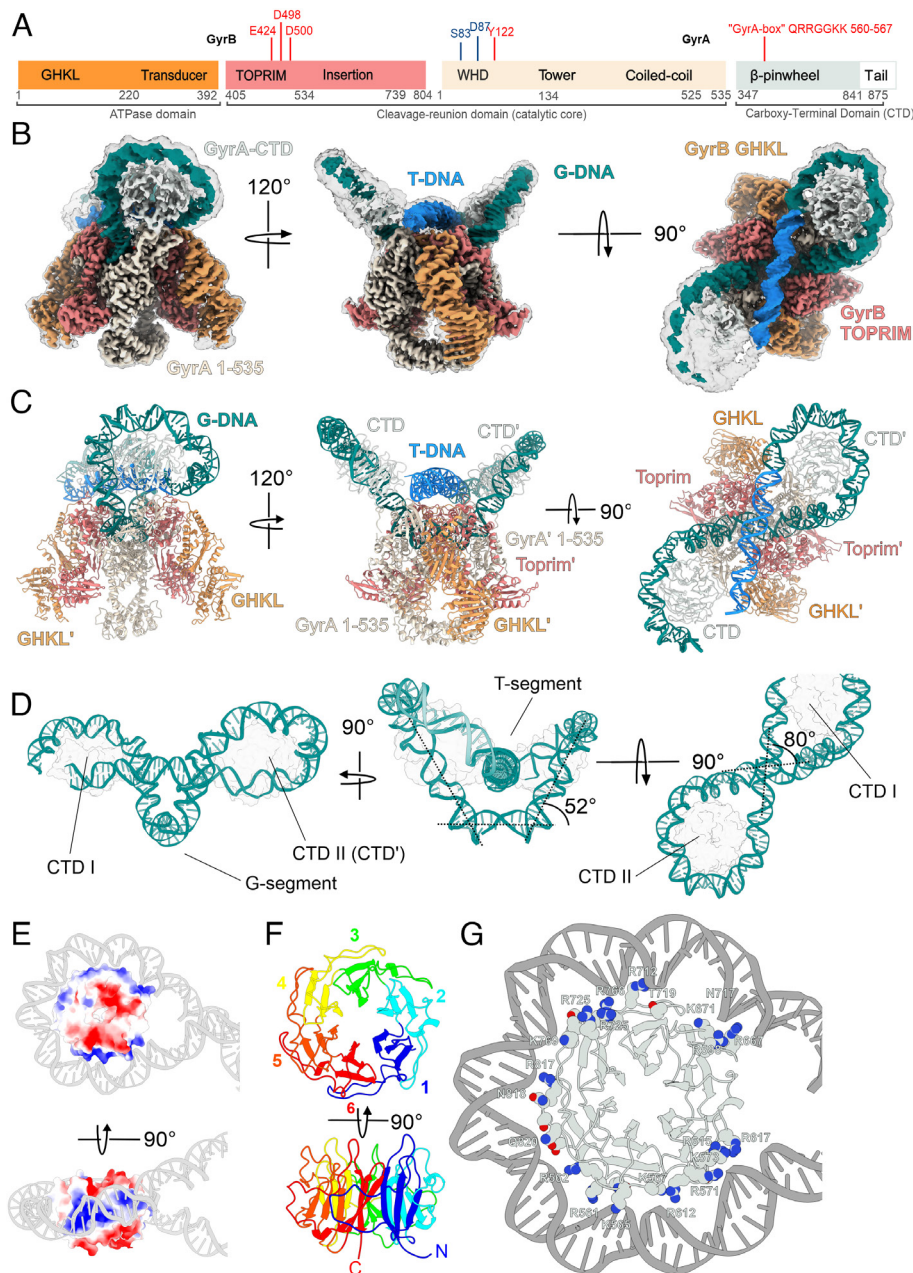 A
GyrB
E424
D498
D500
S83
D87
Y122
GyrA
"GyrA-box" QRRGGKK 560-567
GHKL Transducer TOPRIM Insertion WHD Tower Coiled-coil β-pinwheel Tail
1 220 392 405 534 739 804 1 134 525 535 347 841 875
ATPase domain Cleavage-reunion domain (catalytic core) Carboxy-Terminal Domain (CTD)
B
GyrA-CTD
120°
T-DNA
G-DNA
90°
GyrB GHKL
GyrB
TOPRIM
GyrA 1-535
C
G-DNA
120°
GHKL'
GHKL
CTD
T-DNA
CTD'
GyrA' 1-535
Toprim'
GyrA 1-535
GHKL'
90°
GHKL
CTD'
Toprim
Toprim'
GHKL'
CTD
D
CTD I
G-segment
CTD II (CTD')
90°
T-segment
52°
90°
80°
CTD I
CTD II
E
90°
F
3
4
2
5
1
6
90°
N
C
G
R712
T719
N717
R725
K671
R817
N818
R617
R571
R561
R612